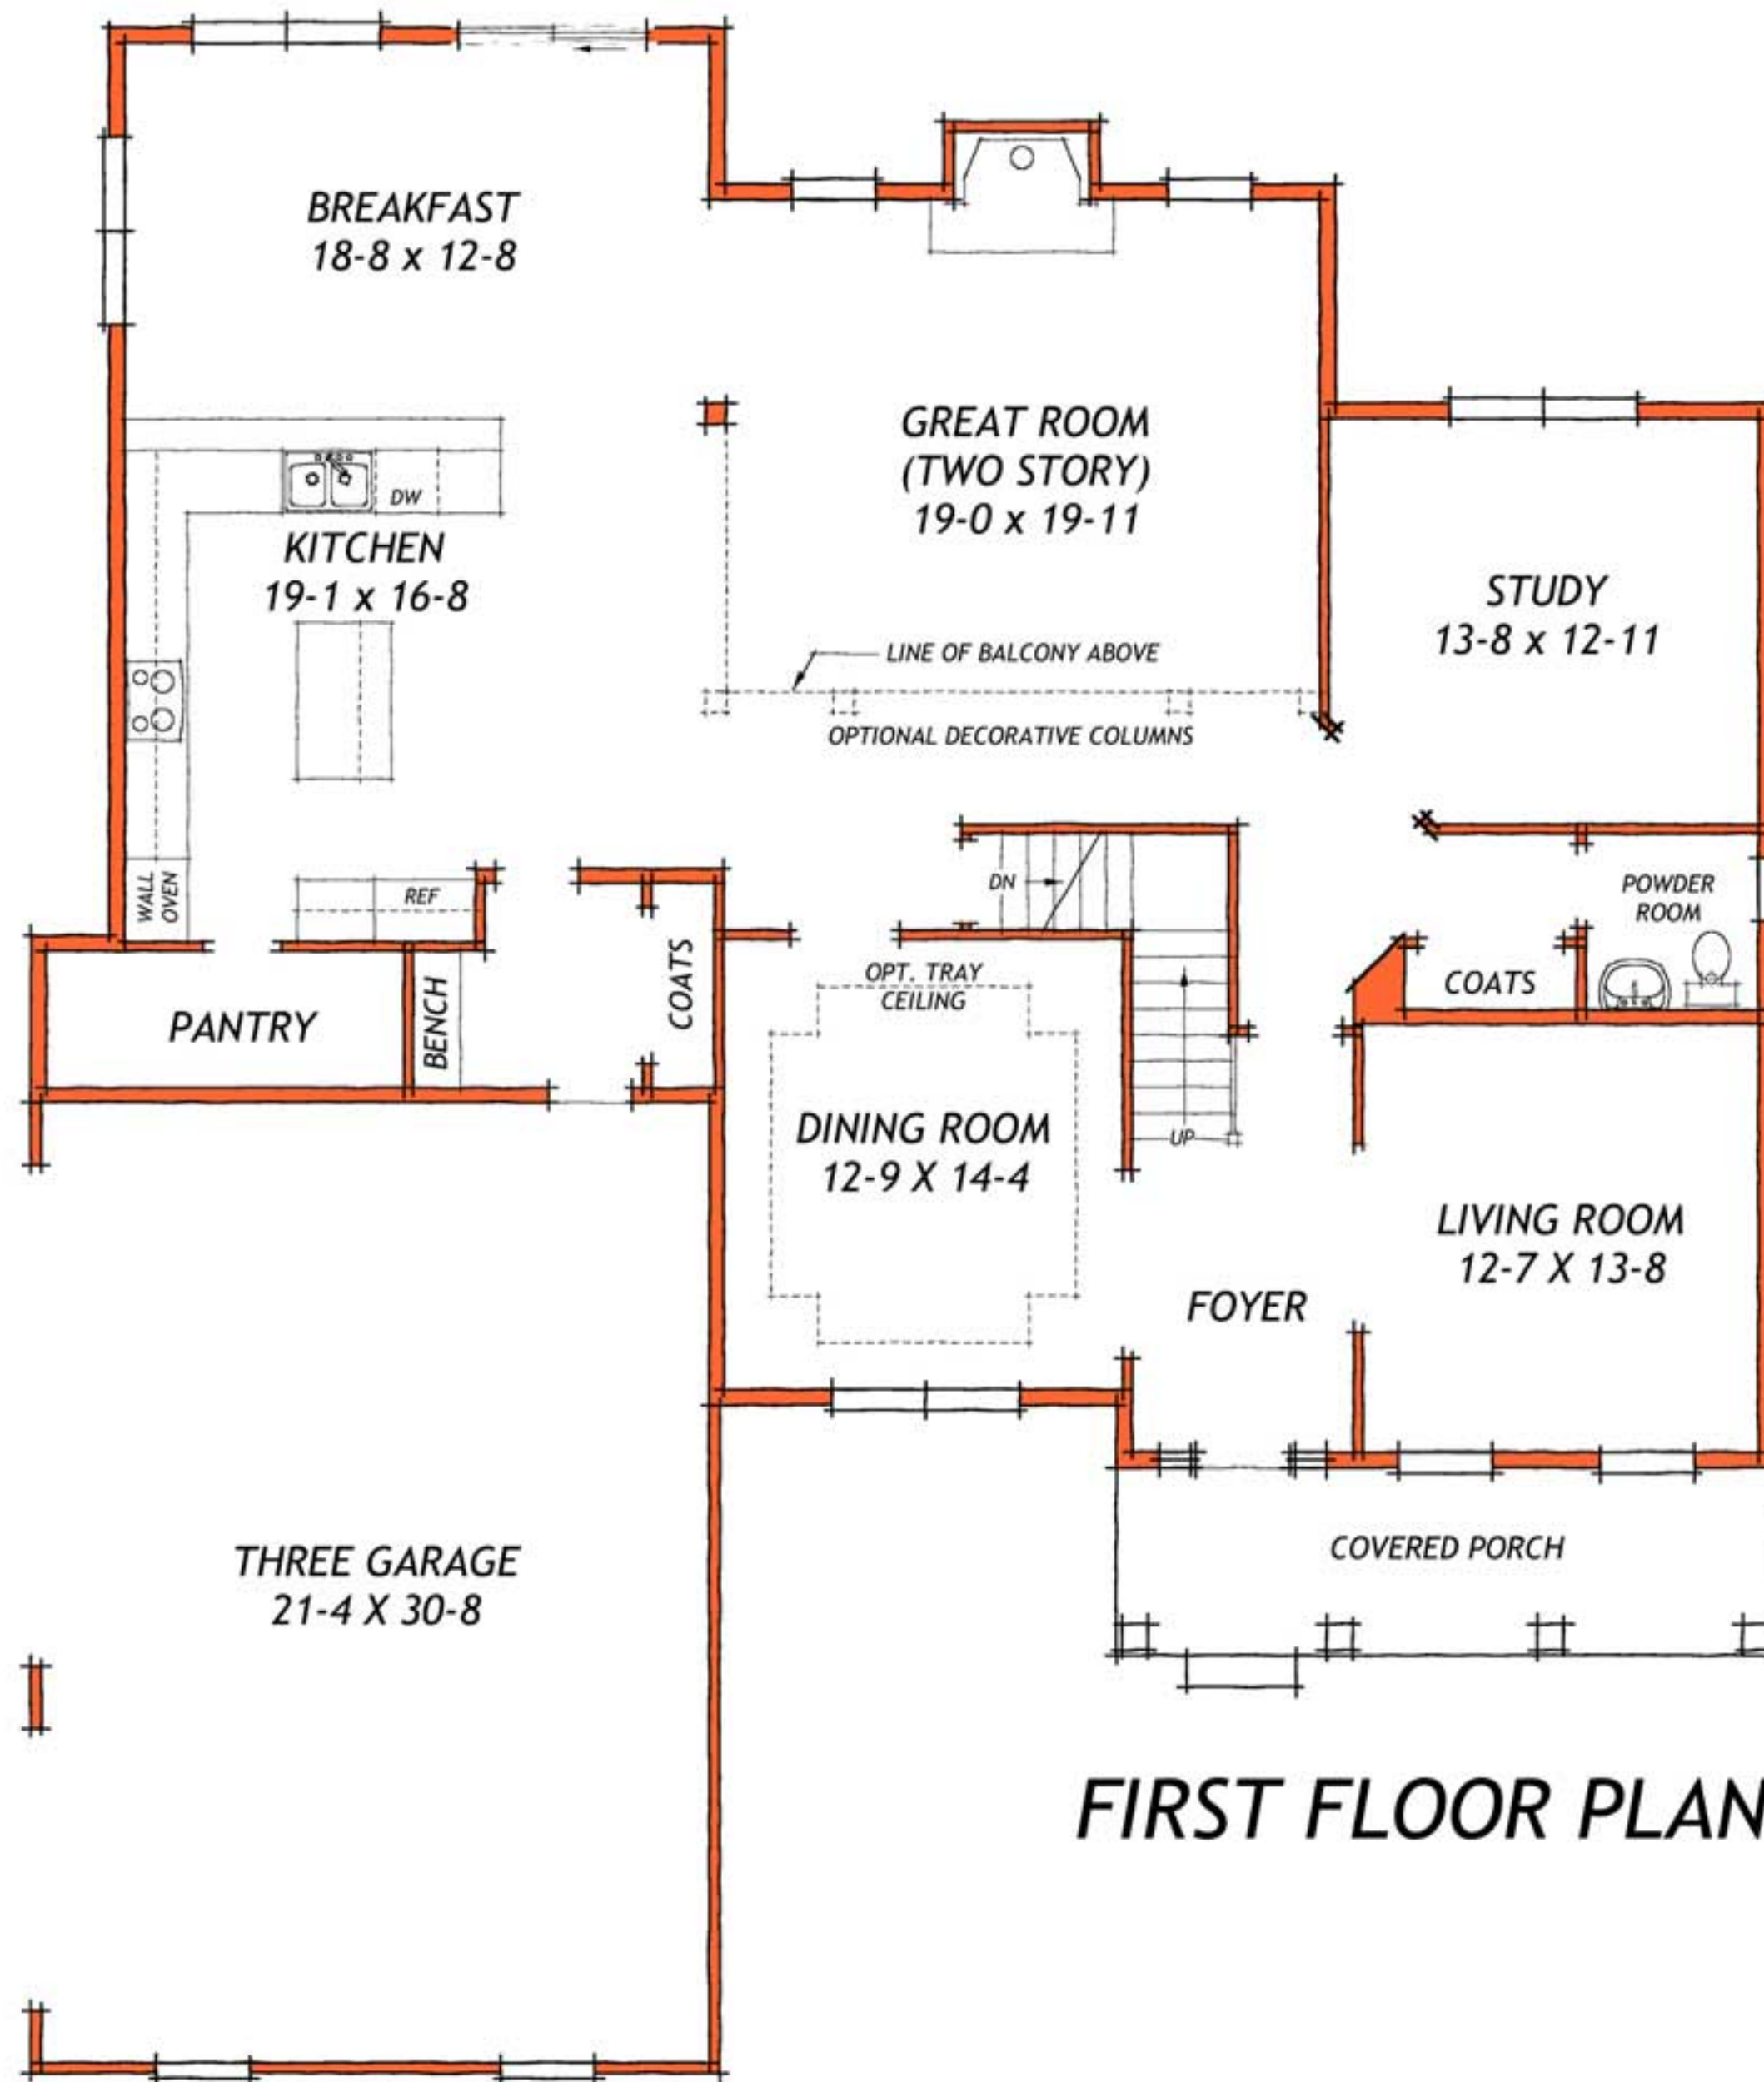 BREAKFAST
18-8 x 12-8
GREAT ROOM
(TWO STORY)
19-0 x 19-11
DW
KITCHEN
19-1 x 16-8
STUDY
13-8 x 12-11
LINE OF BALCONY ABOVE
OPTIONAL DECORATIVE COLUMNS
WALL
OVEN
REF
DN
POWDER
ROOM
COATS
OPT. TRAY
CEILING
COATS
PANTRY
BENCH
DINING ROOM
12-9 X 14-4
UP
LIVING ROOM
12-7 X 13-8
FOYER
COVERED PORCH
THREE GARAGE
21-4 X 30-8
FIRST FLOOR PLAN